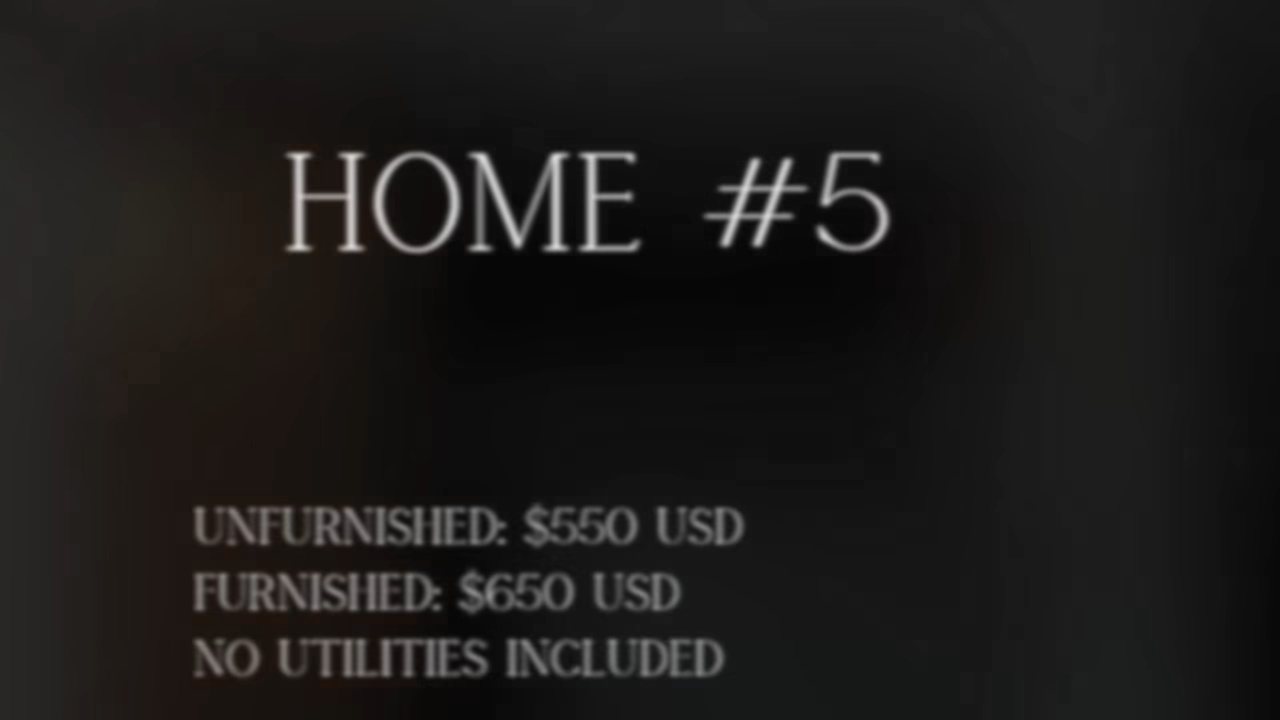 HOME #5
UNFURNISHED: $550 USD
FURNISHED: $650 USD
NO UTILITIES INCLUDED